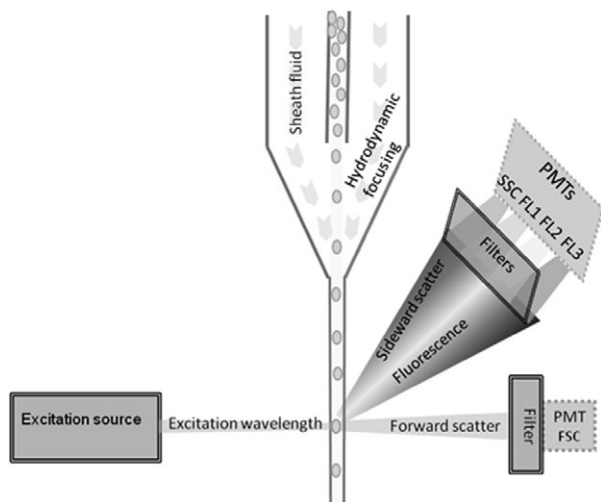 Sheath fluid
Hydrodynamic
focusing
PMTs
SSC FL1 FL2 FL3
Filters
Sideward scatter
Fluorescence
Excitation source
Excitation wavelength
Forward scatter
Filter
PMT
FSC